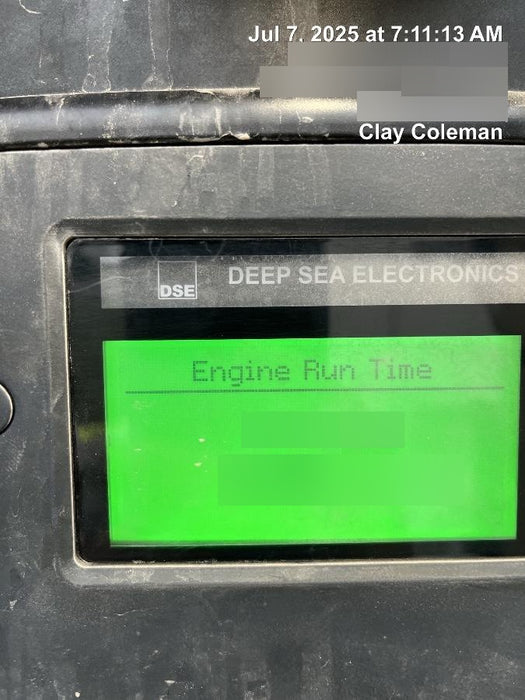 Jul 7, 2025 at 7:11:13 AM
Clay Coleman
DSE DEEP SEA ELECTRONICS
Engine Run Time